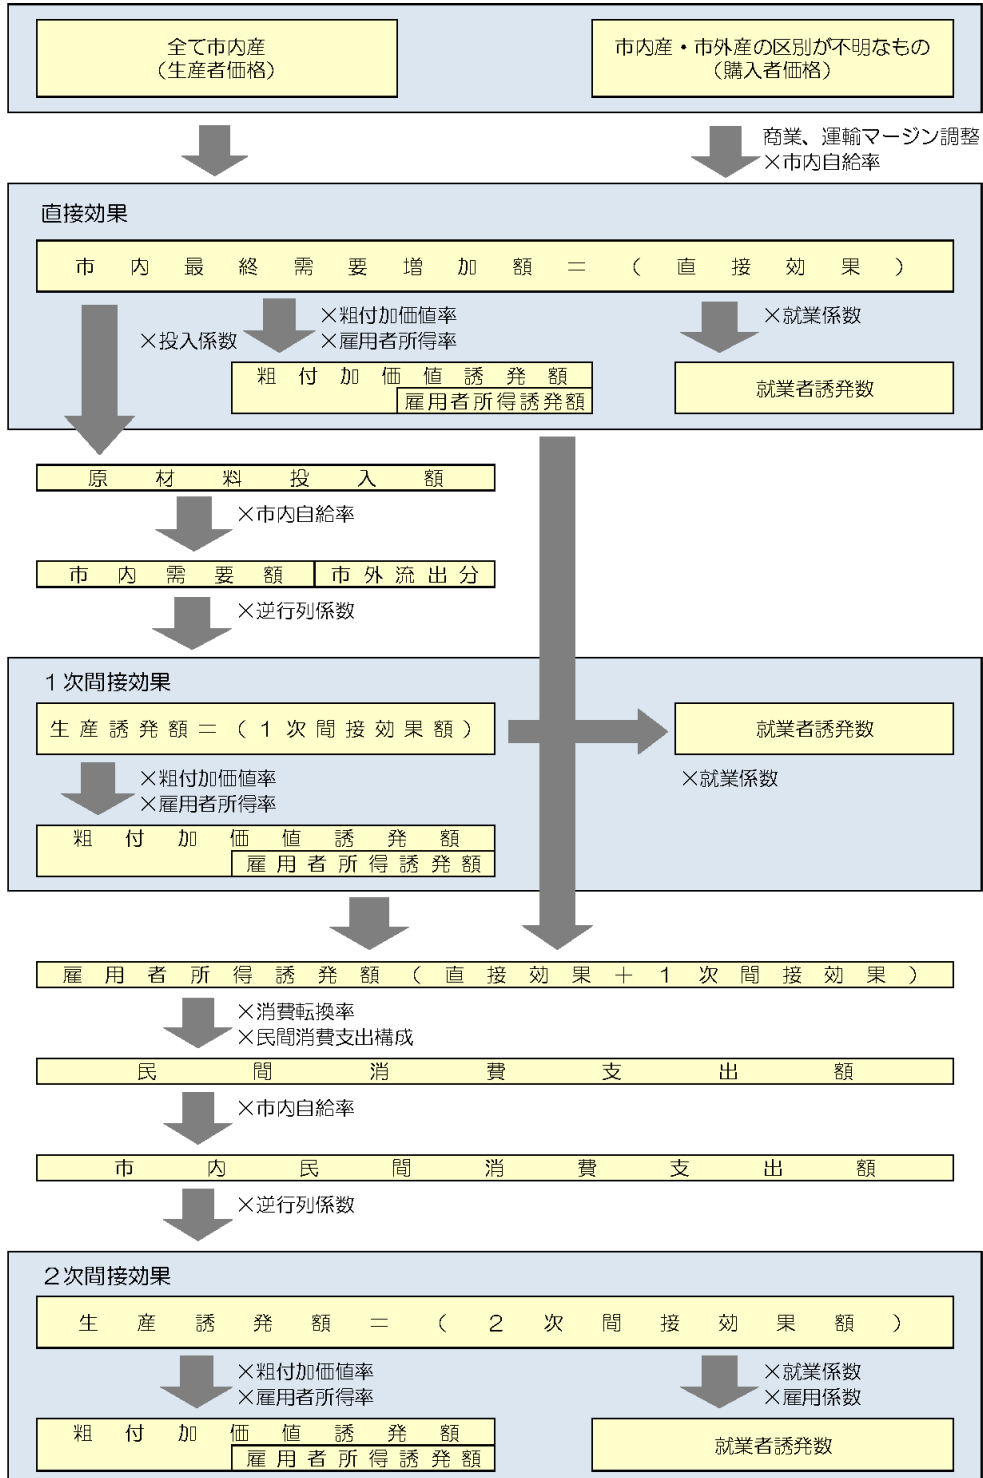 全て市内産
（生産者価格）
市内産・市外産の区別が不明なもの
（購入者価格）
商業、運輸マージン調整
×市内自給率
直接効果
市内最終需要増加額＝（直接効果）
×投入係数
×粗付加価値率
×雇用者所得率
×就業係数
粗付加価値誘発額
雇用者所得誘発額
就業者誘発数
原材料投入額
×市内自給率
市内需要額
市外流出分
×逆行列係数
１次間接効果
生産誘発額＝（１次間接効果額）
就業者誘発数
×粗付加価値率
×雇用者所得率
×就業係数
粗付加価値誘発額
雇用者所得誘発額
雇用者所得誘発額（直接効果＋１次間接効果）
×消費転換率
×民間消費支出構成
民間消費支出額
×市内自給率
市内民間消費支出額
×逆行列係数
２次間接効果
生産誘発額＝（２次間接効果額）
×粗付加価値率
×雇用者所得率
×就業係数
×雇用係数
粗付加価値誘発額
雇用者所得誘発額
就業者誘発数